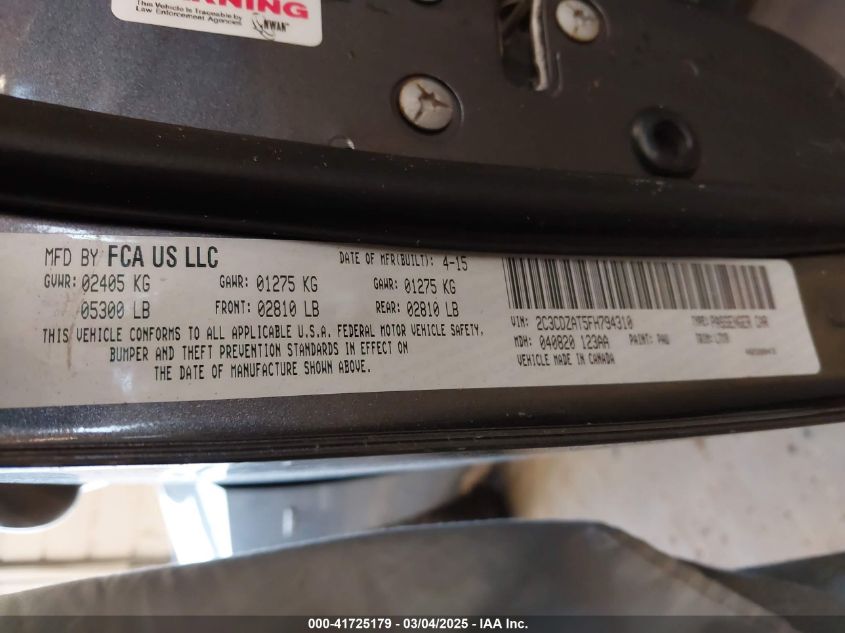 WARNING
This Vehicle is Traceable by
Law Enforcement Agencies
NWAN
MFD BY FCA US LLC
DATE OF MFR(BUILT): 4-15
GVWR: 02405 KG GAWR: 01275 KG GAWR: 01275 KG
05300 LB FRONT: 02810 LB REAR: 02810 LB
THIS VEHICLE CONFORMS TO ALL APPLICABLE U.S.A. FEDERAL MOTOR VEHICLE SAFETY,
BUMPER AND THEFT PREVENTION STANDARDS IN EFFECT ON
THE DATE OF MANUFACTURE SHOWN ABOVE.
VIN: 2C3CDZAT5FH794310 TYPE: PASSENGER CAR
MDH: 040820 123AA PAINT: PAU TRIM:
VEHICLE MADE IN CANADA
000-41725179 - 03/04/2025 - IAA Inc.